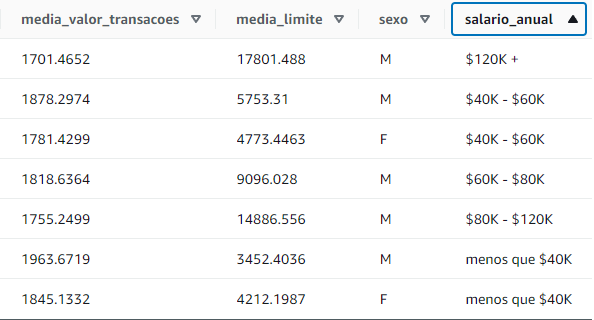 media_valor_transacoes media_limite sexo salario_anual
1701.4652 17801.488 M $120K +
1878.2974 5753.31 M $40K - $60K
1781.4299 4773.4463 F $40K - $60K
1818.6364 9096.028 M $60K - $80K
1755.2499 14886.556 M $80K - $120K
1963.6719 3452.4036 M menos que $40K
1845.1332 4212.1987 F menos que $40K